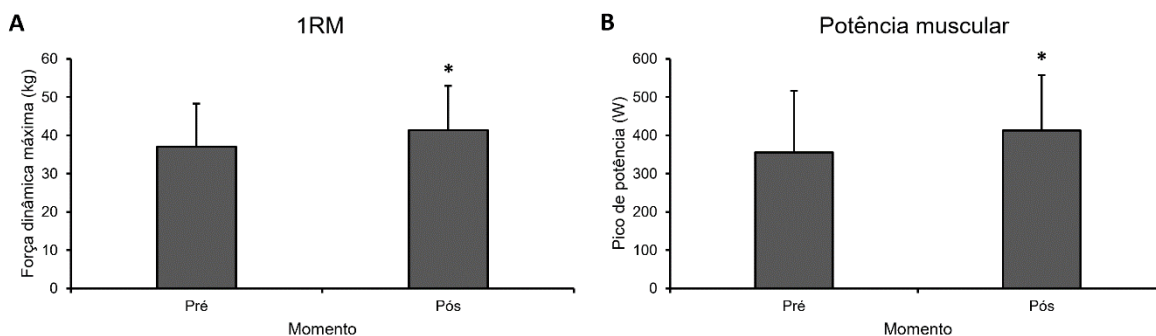 A
1RM
Força dinâmica máxima (kg)
60
50
40
30
20
10
0
*
Pré
Pós
Momento
B
Potência muscular
Pico de potência (W)
600
500
400
300
200
100
0
*
Pré
Pós
Momento